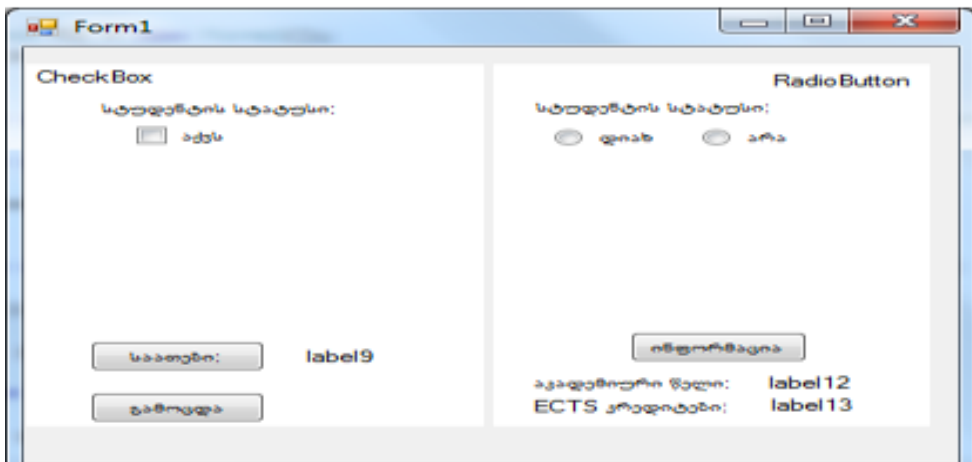 Form1
CheckBox
სტუდენტის სტატუსი:
აქვს
საათები:
label9
გამოცდა
RadioButton
სტუდენტის სტატუსი:
დიახ
არა
ინფორმაცია
აკადემიური წელი:
label12
ECTS კრედიტები:
label13